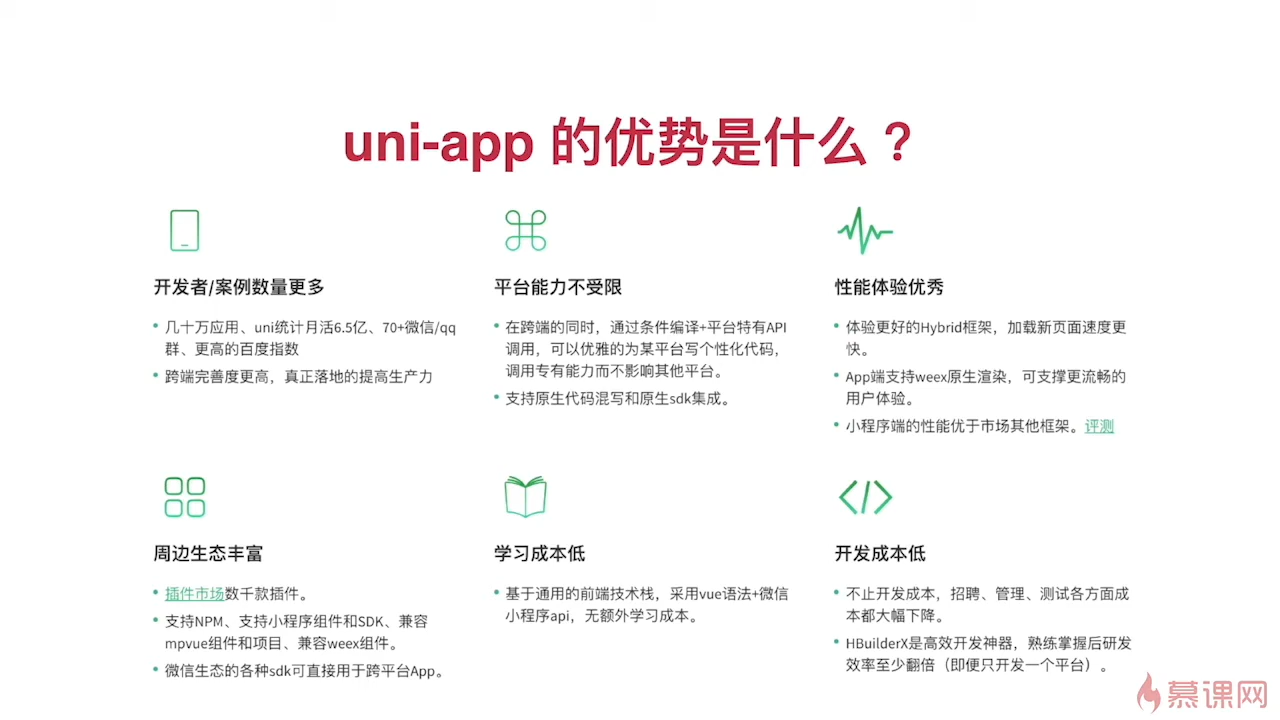 uni-app 的优势是什么？
开发者/案例数量更多
几十万应用、uni统计月活6.5亿、70+微信/qq
群、更高的百度指数
跨端完善度更高，真正落地的提高生产力
平台能力不受限
在跨端的同时，通过条件编译+平台特有API
调用，可以优雅的为某平台写个性化代码，
调用专有能力而不影响其他平台。
支持原生代码混写和原生sdk集成。
性能体验优秀
体验更好的Hybrid框架，加载新页面速度更
快。
App端支持weex原生渲染，可支撑更流畅的
用户体验。
小程序端的性能优于市场其他框架。评测
周边生态丰富
插件市场数千款插件。
支持NPM、支持小程序组件和SDK、兼容
mpvue组件和项目、兼容weex组件。
微信生态的各种sdk可直接用于跨平台App。
学习成本低
基于通用的前端技术栈，采用vue语法+微信
小程序api，无额外学习成本。
开发成本低
不止开发成本，招聘、管理、测试各方面成
本都大幅下降。
HBuilderX是高效开发神器，熟练掌握后研发
效率至少翻倍（即便只开发一个平台）。
慕课网